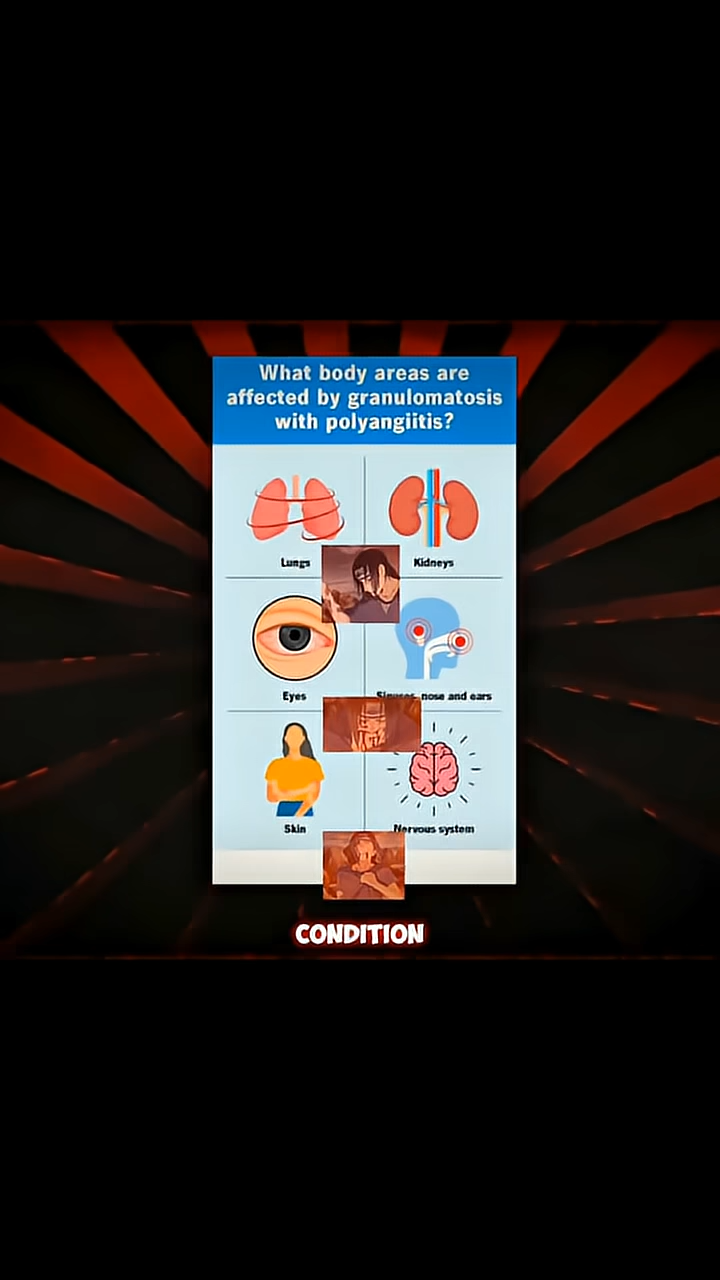 What body areas are
affected by granulomatosis
with polyangiitis?
Lungs
Kidneys
Eyes
Sinuses, nose and ears
Skin
Nervous system
CONDITION